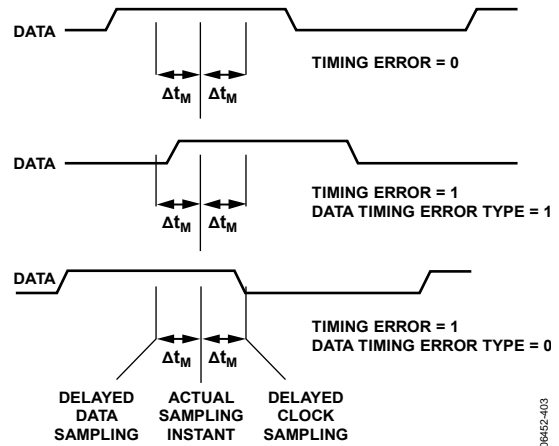 DATA
TIMING ERROR = 0
ΔtM ΔtM
DATA
TIMING ERROR = 1
DATA TIMING ERROR TYPE = 1
ΔtM ΔtM
DATA
TIMING ERROR = 1
DATA TIMING ERROR TYPE = 0
ΔtM ΔtM
DELAYED
DATA
SAMPLING
ACTUAL
SAMPLING
INSTANT
DELAYED
CLOCK
SAMPLING
06452-403